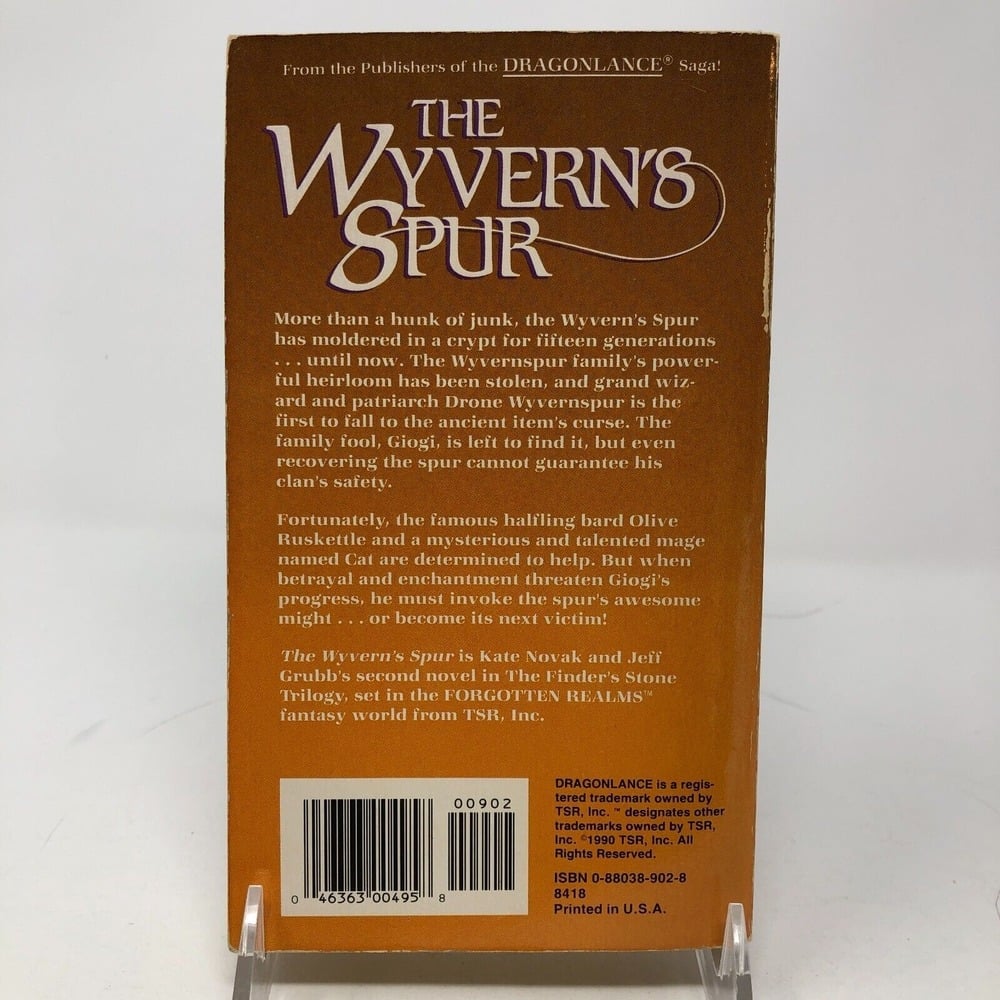 From the Publishers of the DRAGONLANCE® Saga!
THE
WYVERN'S
SPUR
More than a hunk of junk, the Wyvern's Spur
has moldered in a crypt for fifteen generations
. . . until now. The Wyvernspur family's power-
ful heirloom has been stolen, and grand wiz-
ard and patriarch Drone Wyvernspur is the
first to fall to the ancient item's curse. The
family fool, Giogi, is left to find it, but even
recovering the spur cannot guarantee his
clan's safety.
Fortunately, the famous halfling bard Olive
Ruskettle and a mysterious and talented mage
named Cat are determined to help. But when
betrayal and enchantment threaten Giogi's
progress, he must invoke the spur's awesome
might . . . or become its next victim!
The Wyvern's Spur is Kate Novak and Jeff
Grubb's second novel in The Finder's Stone
Trilogy, set in the FORGOTTEN REALMS™
fantasy world from TSR, Inc.
00902
0 46363 00495 8
DRAGONLANCE is a regis-
tered trademark owned by
TSR, Inc. ™ designates other
trademarks owned by TSR,
Inc. ©1990 TSR, Inc. All
Rights Reserved.
ISBN 0-88038-902-8
8418
Printed in U.S.A.